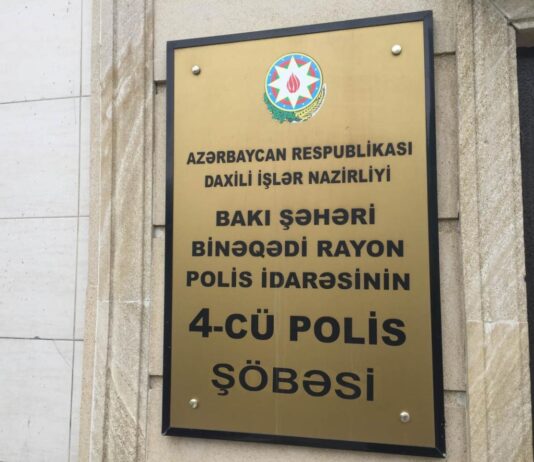 AZƏRBAYCAN RESPUBLİKASI
DAXİLİ İŞLƏR NAZİRLİYİ
BAKI ŞƏHƏRİ
BİNƏQƏDİ RAYON
POLİS İDARƏSİNİN
4-CÜ POLİS
ŞÖBƏSİ